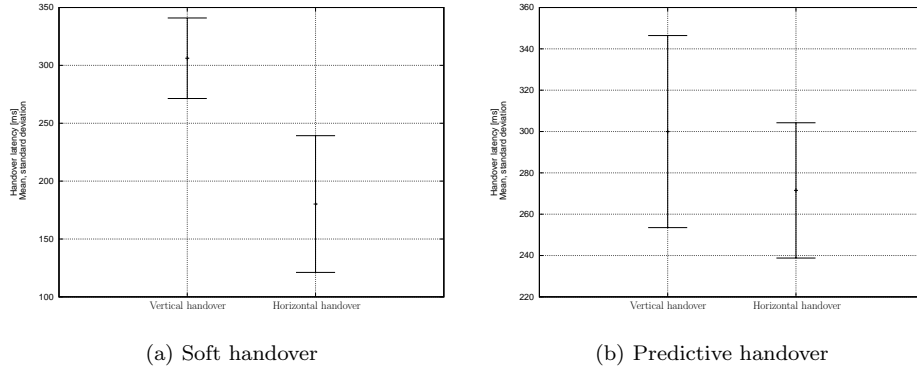 350
300
250
200
150
100
Handover latency [ms]
Mean, standard deviation
Vertical handover
Horizontal handover
(a) Soft handover
360
340
320
300
280
260
240
220
Handover latency [ms]
Mean, standard deviation
Vertical handover
Horizontal handover
(b) Predictive handover